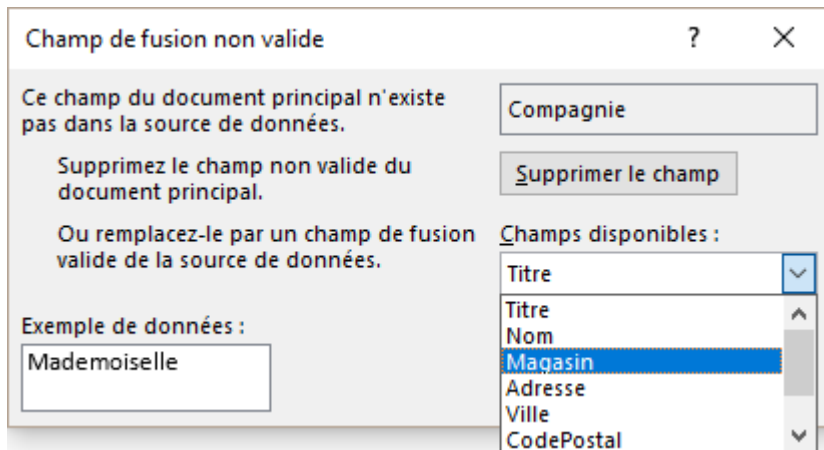 Champ de fusion non valide
?
Ce champ du document principal n'existe
pas dans la source de données.
Compagnie
Supprimez le champ non valide du
document principal.
Supprimer le champ
Ou remplacez-le par un champ de fusion
valide de la source de données.
Champs disponibles :
Titre
Exemple de données :
Mademoiselle
Titre
Nom
Magasin
Adresse
Ville
CodePostal